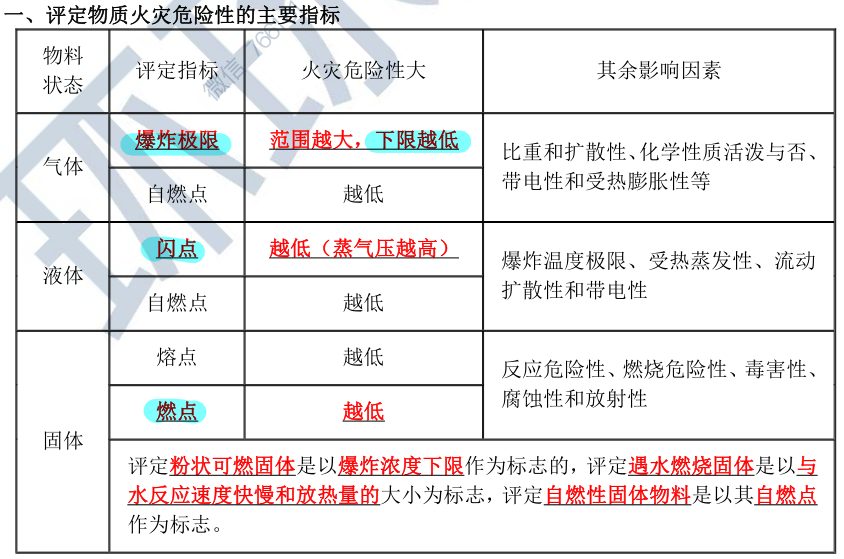 一、评定物质火灾危险性的主要指标
物料
状态
评定指标
火灾危险性大
其余影响因素
气体
爆炸极限
范围越大，下限越低
自燃点
越低
比重和扩散性、化学性质活泼与否、
带电性和受热膨胀性等
液体
闪点
越低（蒸气压越高）
自燃点
越低
爆炸温度极限、受热蒸发性、流动
扩散性和带电性
固体
熔点
越低
燃点
越低
反应危险性、燃烧危险性、毒害性、
腐蚀性和放射性
评定粉状可燃固体是以爆炸浓度下限作为标志的，评定遇水燃烧固体是以与
水反应速度快慢和放热量的大小为标志，评定自燃性固体物料是以其自燃点
作为标志。